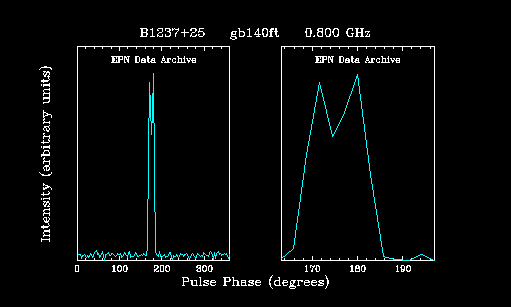 B1237+25 gb140ft 0.800 GHz
EPN Data Archive EPN Data Archive
Intensity (arbitrary units)
0 100 200 300 170 180 190
Pulse Phase (degrees)